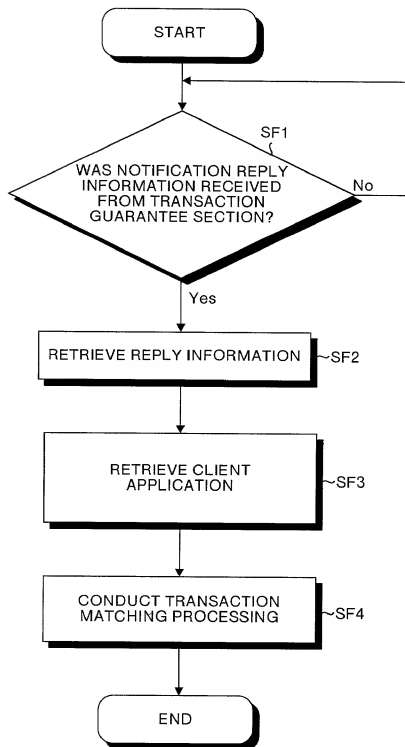 START
SF1
WAS NOTIFICATION REPLY
INFORMATION RECEIVED
FROM TRANSACTION
GUARANTEE SECTION?
No
Yes
RETRIEVE REPLY INFORMATION
SF2
RETRIEVE CLIENT
APPLICATION
SF3
CONDUCT TRANSACTION
MATCHING PROCESSING
SF4
END